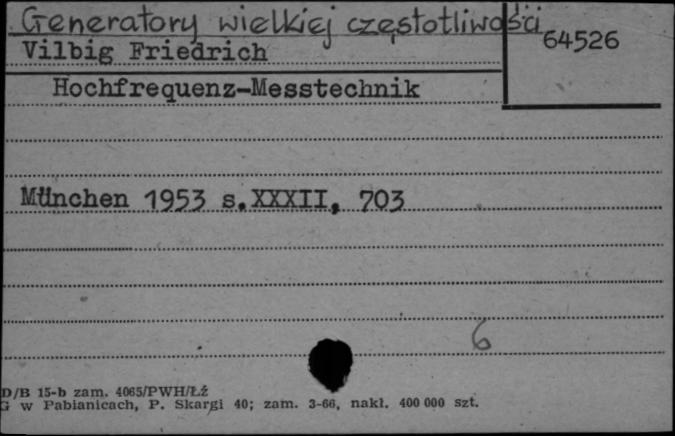 Generatory wielkiej częstotliwości
64526
Vilbig Friedrich
Hochfrequenz-Messtechnik
München 1953 s.XXXII, 703
6
D/B 15-b zam. 4065/PWH/Łź
G w Pabianicach, P. Skargi 40; zam. 3-66, nakł. 400 000 szt.